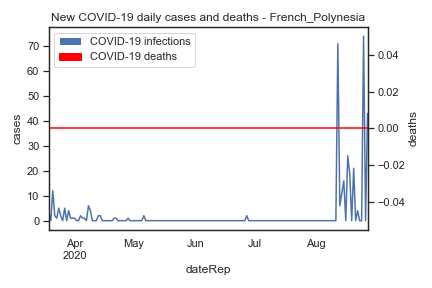 New COVID-19 daily cases and deaths - French_Polynesia
COVID-19 infections
COVID-19 deaths
70
60
50
40
30
20
10
0
cases
0.04
0.02
0.00
−0.02
−0.04
deaths
Apr May Jun Jul Aug
2020
dateRep